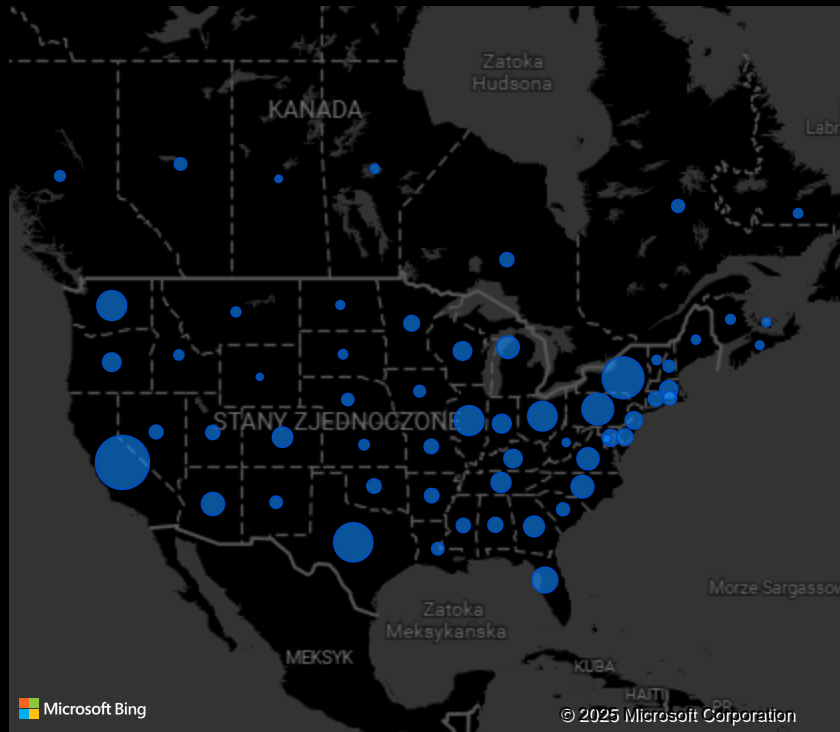 Zatoka
Hudsona
KANADA
Labr
STANY ZJEDNOCZONE
Morze Sargassow
Zatoka
Meksykańska
MEKSYK
KUBA
HAITI
PR
Microsoft Bing
© 2025 Microsoft Corporation